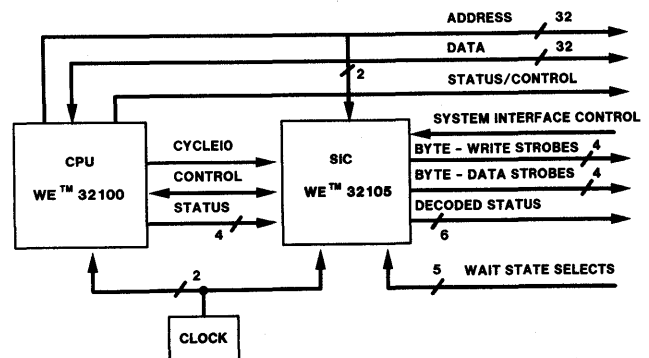 ADDRESS 32
DATA 32
2
STATUS/CONTROL
SYSTEM INTERFACE CONTROL
CPU
WE™ 32100
CYCLEIO
CONTROL
STATUS
4
SIC
WE™ 32105
BYTE - WRITE STROBES 4
BYTE - DATA STROBES 4
DECODED STATUS
6
2
5 WAIT STATE SELECTS
CLOCK